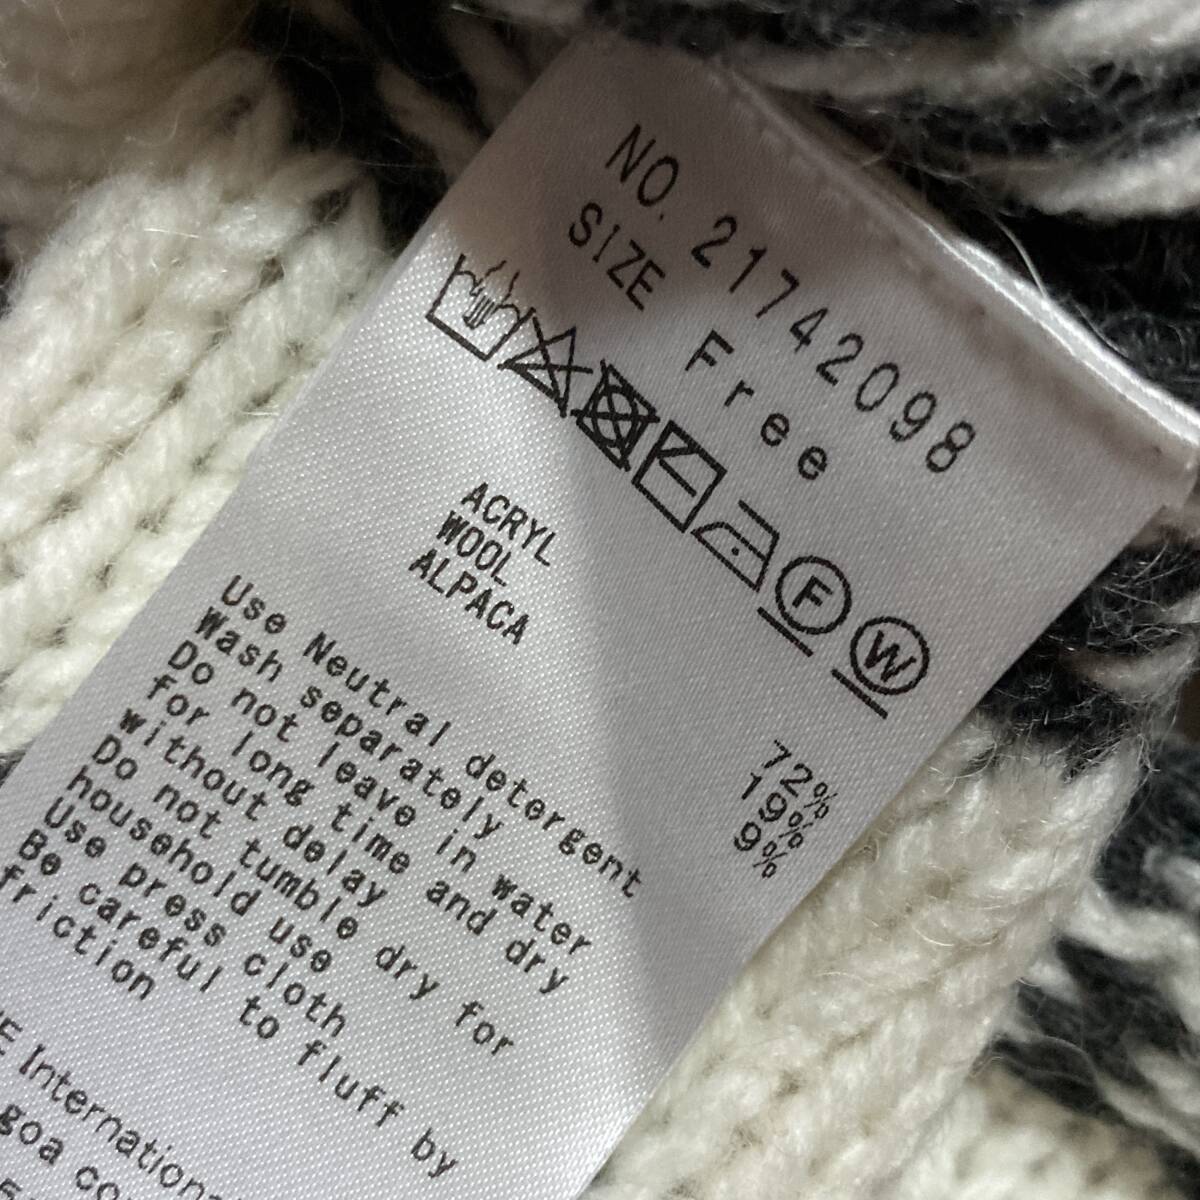 NO. 21742098
SIZE Free
F W
ACRYL 72%
WOOL 19%
ALPACA 9%
Use Neutral detergent
Wash separately
Do not leave in water
for long time and dry
without delay
Do not tumble dry for
household use
Use press cloth
Be careful to fluff by
friction
International